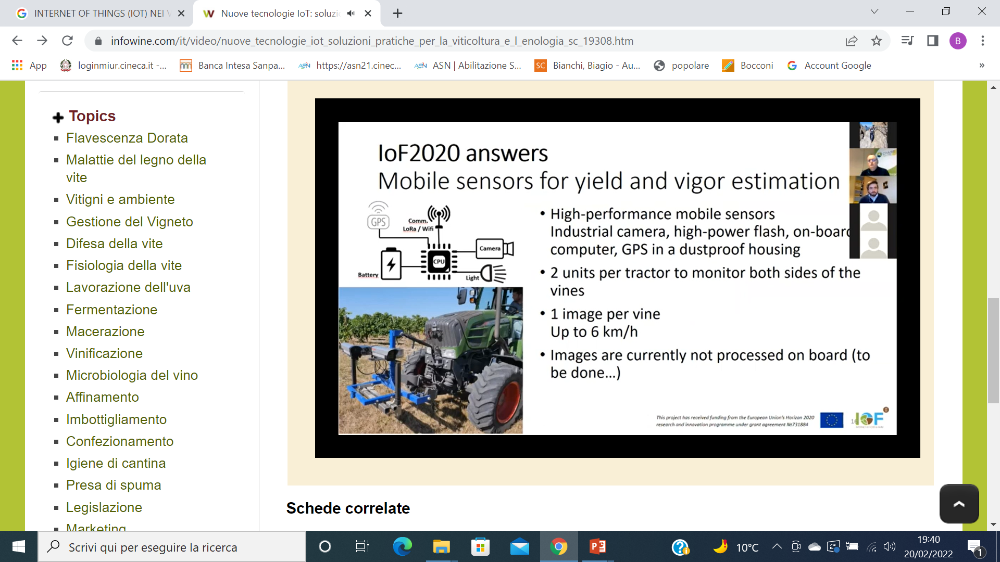 INTERNET OF THINGS (IOT) NEI V
Nuove tecnologie IoT: soluzi
infowine.com/it/video/nuove_tecnologie_iot_soluzioni_pratiche_per_la_viticoltura_e_l_enologia_sc_19308.htm
B
App
loginmiur.cineca.it -...
Banca Intesa Sanpa...
https://asn21.cinec...
ASN | Abilitazione S...
SC Bianchi, Biagio - Au...
popolare
Bocconi
Account Google
»
Topics
Flavescenza Dorata
Malattie del legno della
vite
Vitigni e ambiente
Gestione del Vigneto
Difesa della vite
Fisiologia della vite
Lavorazione dell'uva
Fermentazione
Macerazione
Vinificazione
Microbiologia del vino
Affinamento
Imbottigliamento
Confezionamento
Igiene di cantina
Presa di spuma
Legislazione
Marketing
IoF2020 answers
Mobile sensors for yield and vigor estimation
GPS
Comm.
LoRa / Wifi
Camera
CPU
Battery
Light
• High-performance mobile sensors
Industrial camera, high-power flash, on-board
computer, GPS in a dustproof housing
• 2 units per tractor to monitor both sides of the
vines
• 1 image per vine
Up to 6 km/h
• Images are currently not processed on board (to
be done...)
This project has received funding from the European Union's Horizon 2020
research and innovation programme under grant agreement №731884
16
IOF
Schede correlate
Scrivi qui per eseguire la ricerca
10°C
19:40
20/02/2022
1